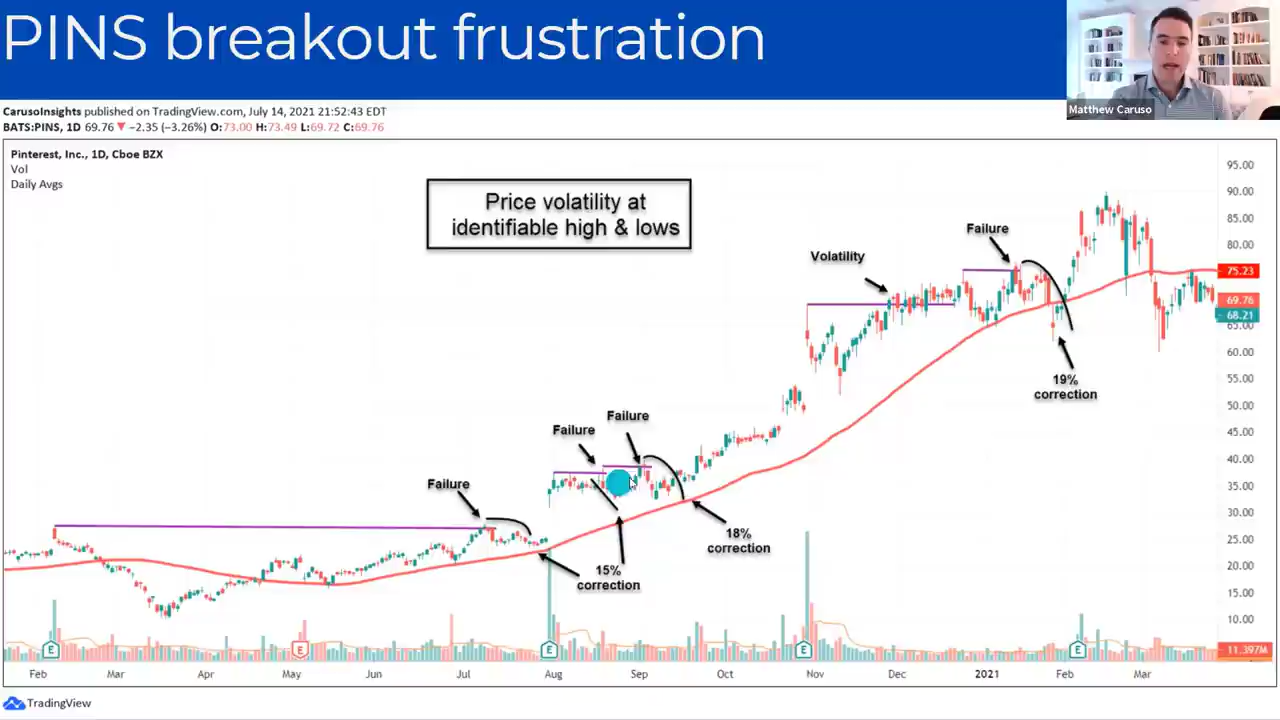 PINS breakout frustration
Matthew Caruso
CarusoInsights published on TradingView.com, July 14, 2021 21:52:43 EDT
BATS:PINS, 1D 69.76 ▼ −2.35 (−3.26%) O:73.00 H:73.49 L:69.72 C:69.76
Pinterest, Inc., 1D, Cboe BZX
Vol
Daily Avgs
Price volatility at
identifiable high & lows
Failure
Failure
Failure
Volatility
Failure
15%
correction
18%
correction
19%
correction
95.00
90.00
85.00
80.00
75.23
69.76
68.21
65.00
60.00
55.00
50.00
45.00
40.00
35.00
30.00
25.00
20.00
15.00
10.00
11.397M
E
E
E
E
E
Feb Mar Apr May Jun Jul Aug Sep Oct Nov Dec 2021 Feb Mar
TradingView